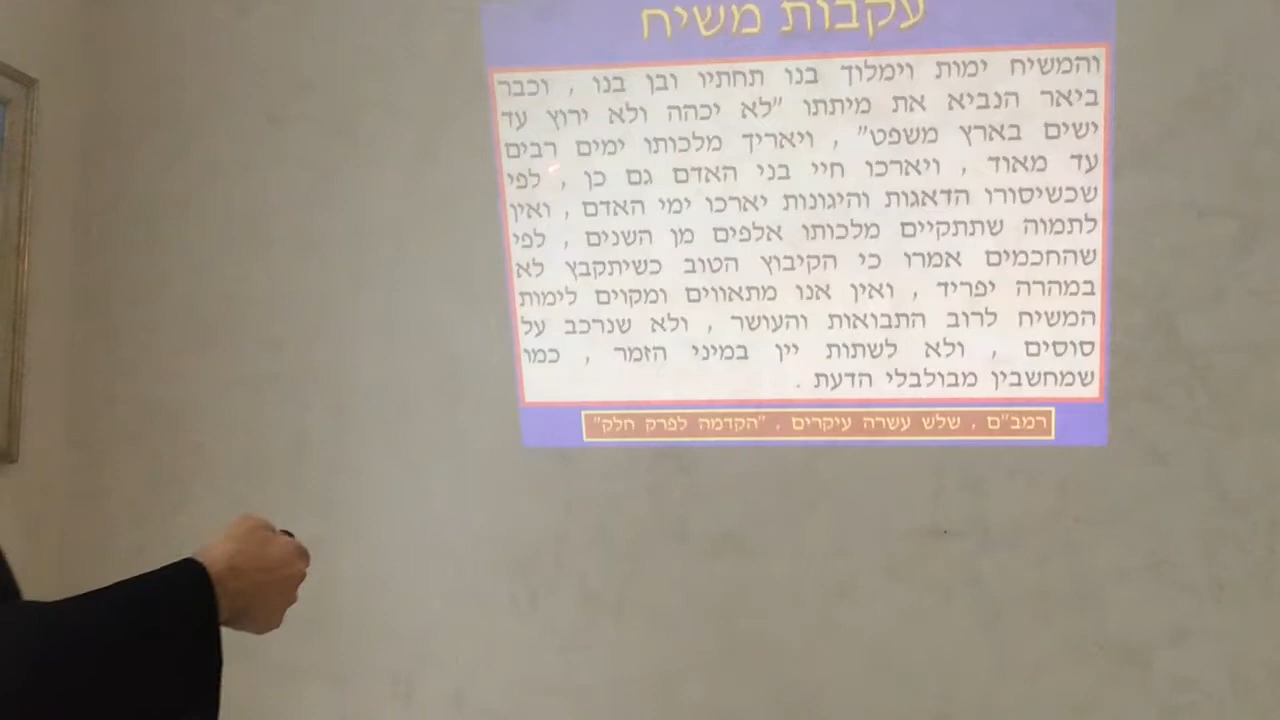 עקבות משיח
והמשיח ימות וימלוך בנו תחתיו ובן בנו , וכבר
ביאר הנביא את מיתתו "לא יכהה ולא ירוץ עד
ישים בארץ משפט" , ויאריך מלכותו ימים רבים
עד מאוד , ויארכו חיי בני האדם גם כן , לפי
שכשיסורו הדאגות והיגונות יארכו ימי האדם , ואין
לתמוה שתתקיים מלכותו אלפים מן השנים , לפי
שהחכמים אמרו כי הקיבוץ הטוב כשיתקבץ לא
במהרה יפריד , ואין אנו מתאווים ומקוים לימות
המשיח לרוב התבואות והעושר , ולא שנרכב על
סוסים , ולא לשתות יין במיני הזמר , כמו
שמחשבין מבולבלי הדעת .
רמב"ם , שלש עשרה עיקרים , "הקדמה לפרק חלק"